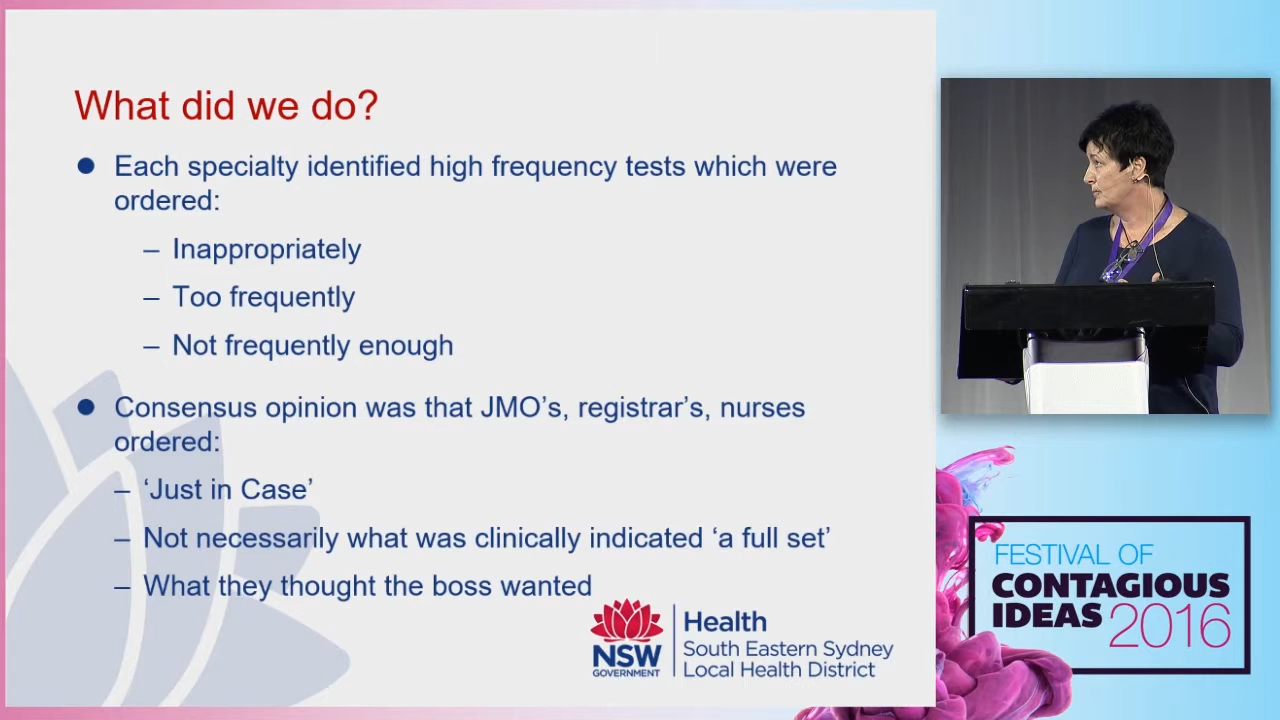 What did we do?
Each specialty identified high frequency tests which were
ordered:
– Inappropriately
– Too frequently
– Not frequently enough
Consensus opinion was that JMO’s, registrar’s, nurses
ordered:
– ‘Just in Case’
– Not necessarily what was clinically indicated ‘a full set’
– What they thought the boss wanted
NSW
GOVERNMENT
Health
South Eastern Sydney
Local Health District
FESTIVAL OF
CONTAGIOUS
IDEAS 2016